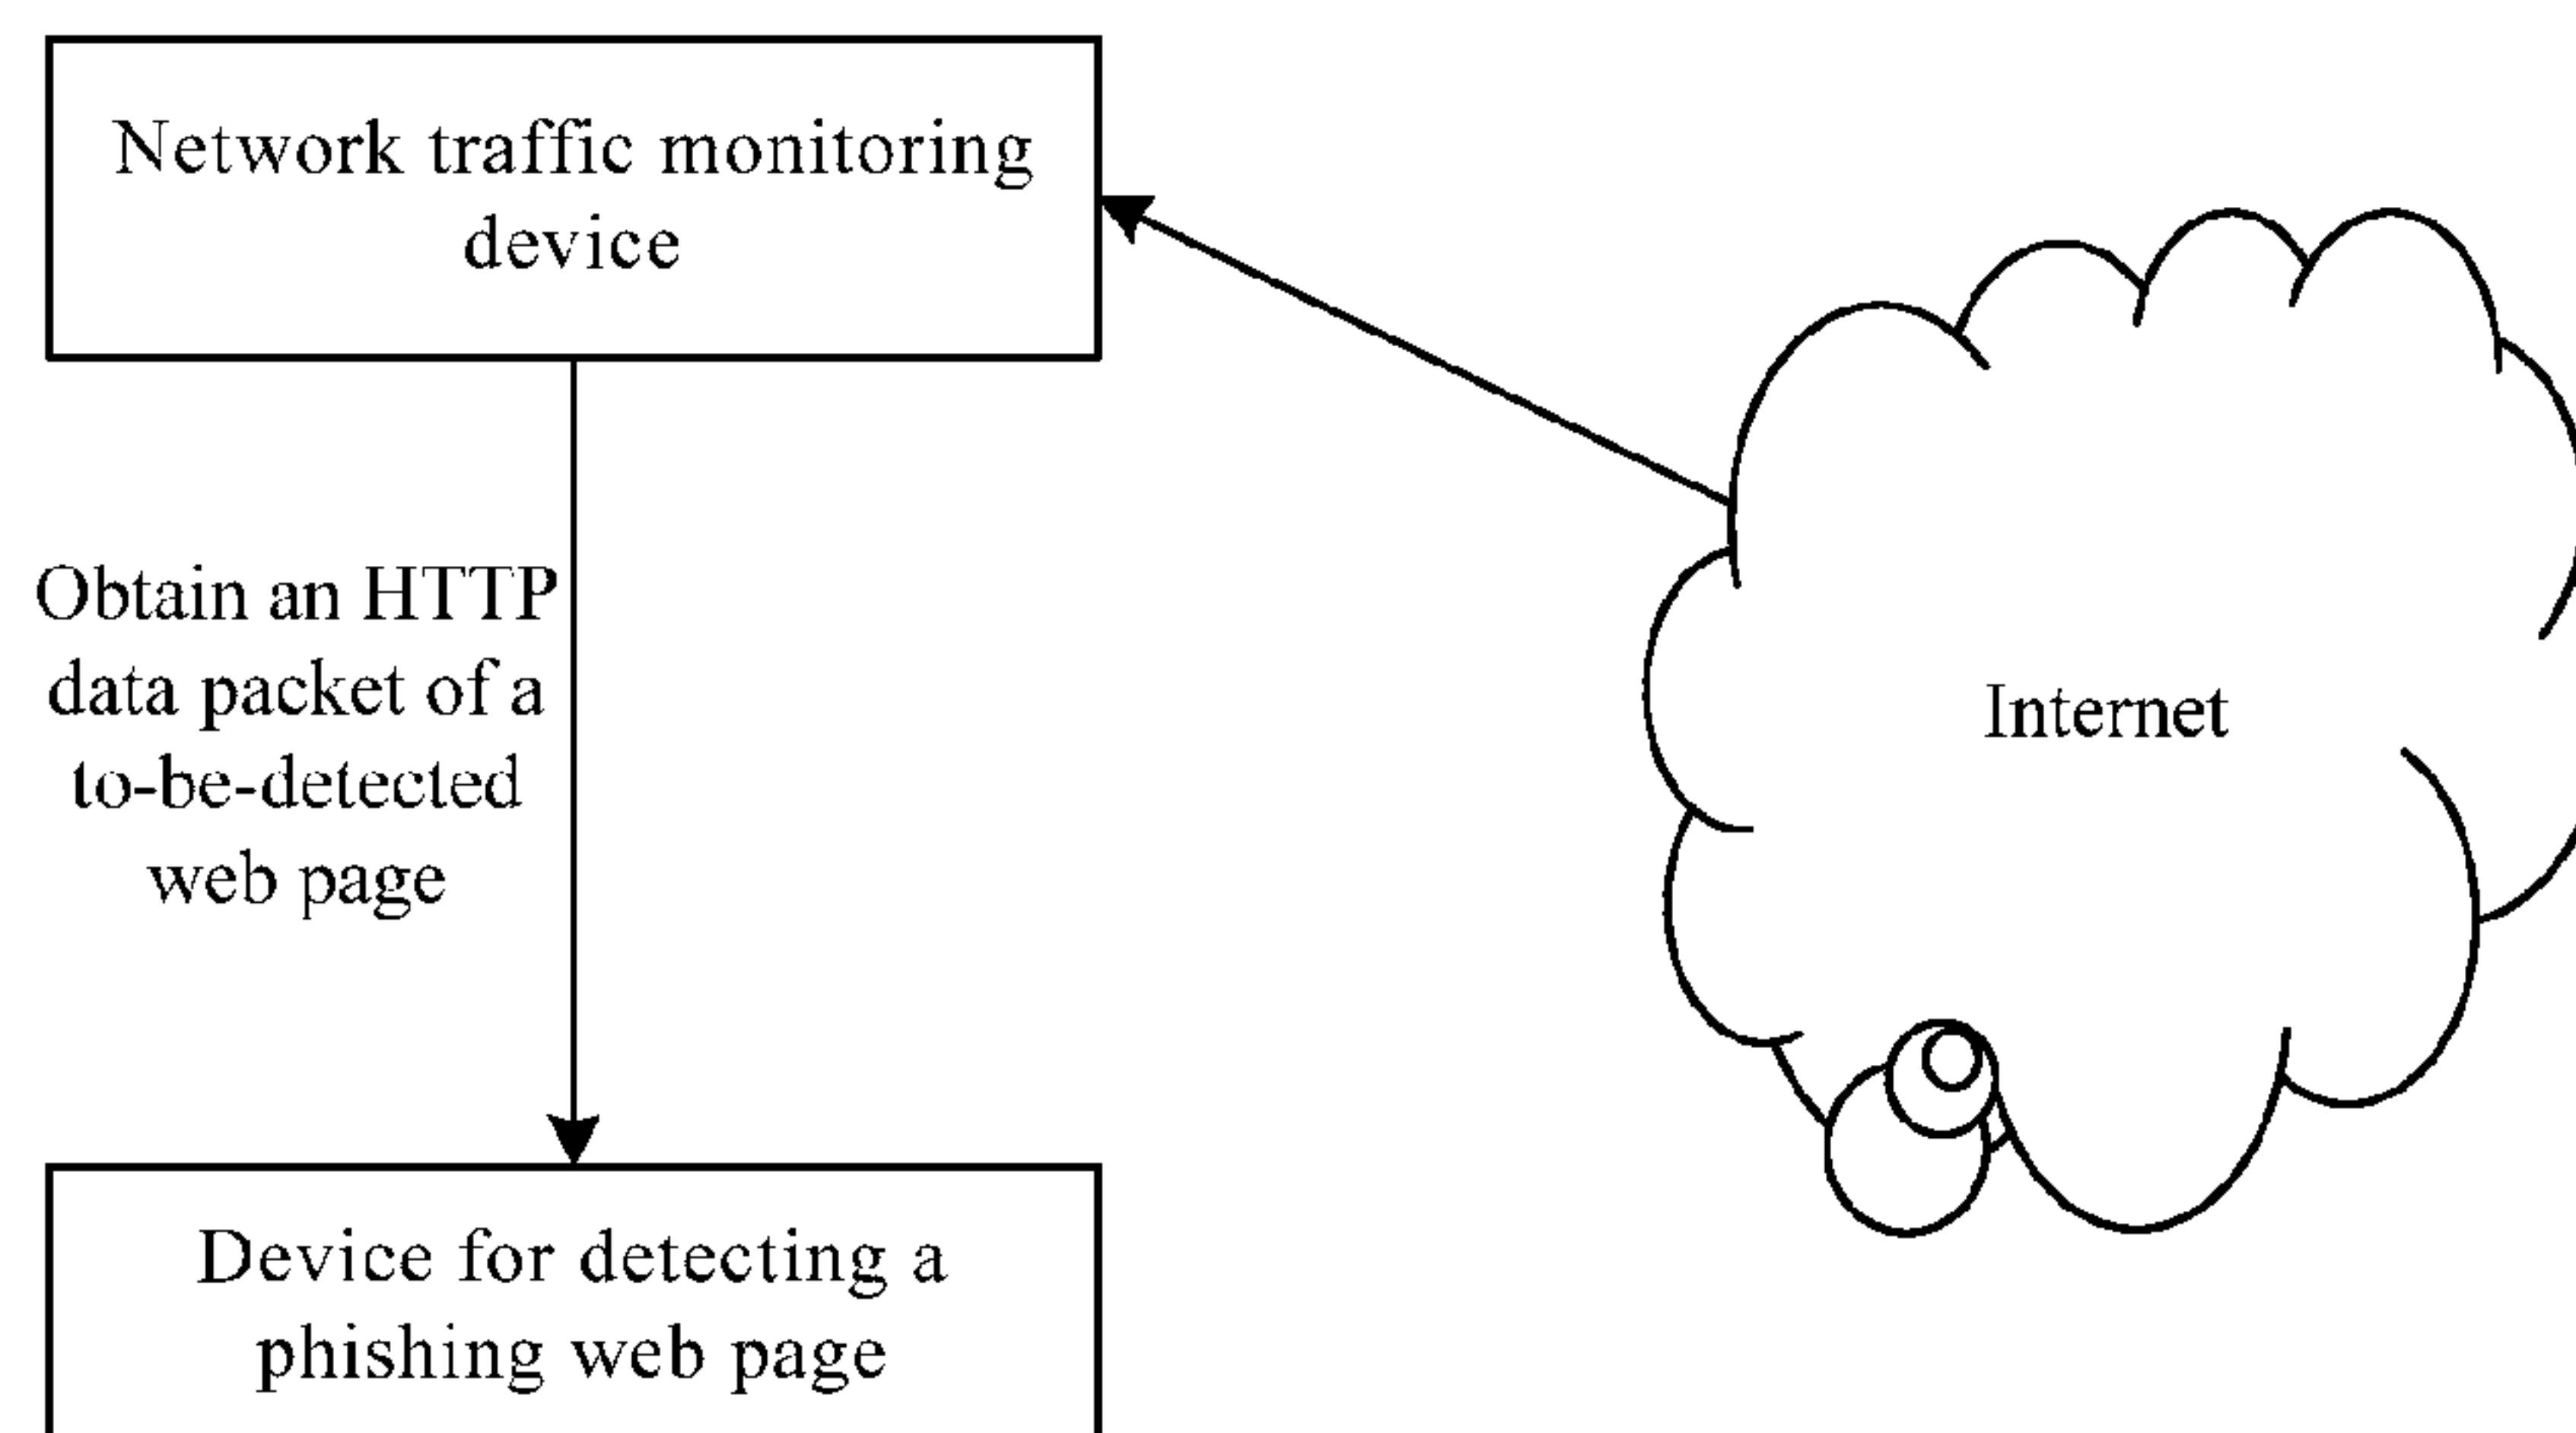 Network traffic monitoring
device
Obtain an HTTP
data packet of a
to-be-detected
web page
Internet
Device for detecting a
phishing web page